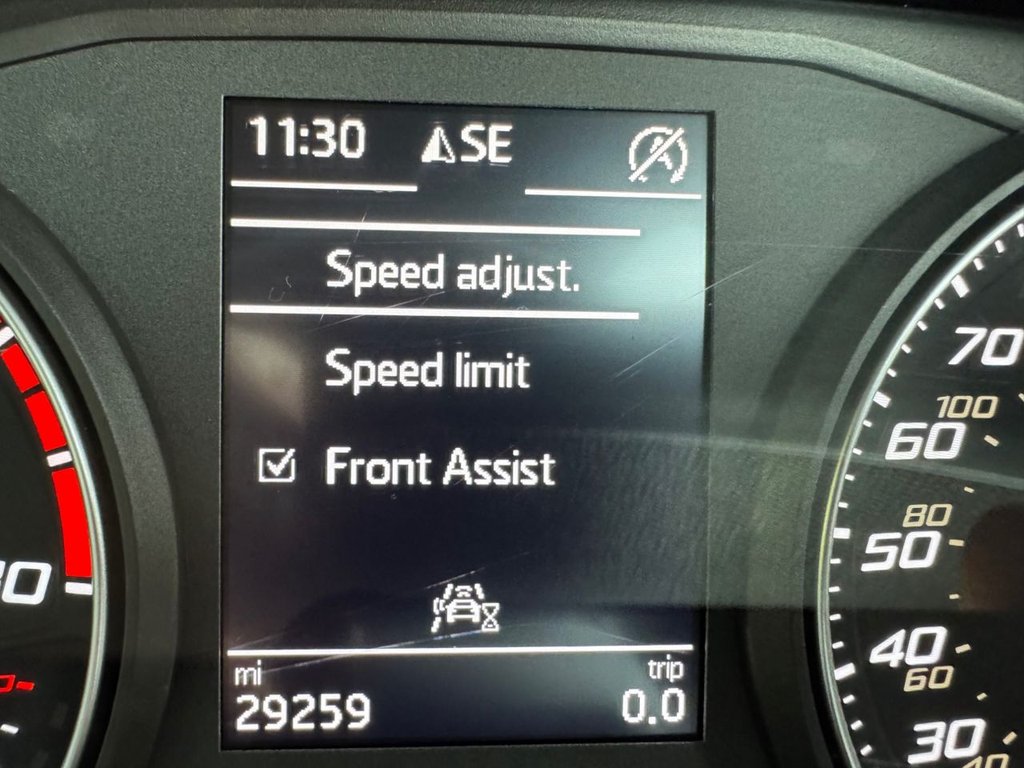 11:30 SE
Speed adjust.
Speed limit
Front Assist
mi
29259
trip
0.0
70
100
60
80
50
40
60
30
40